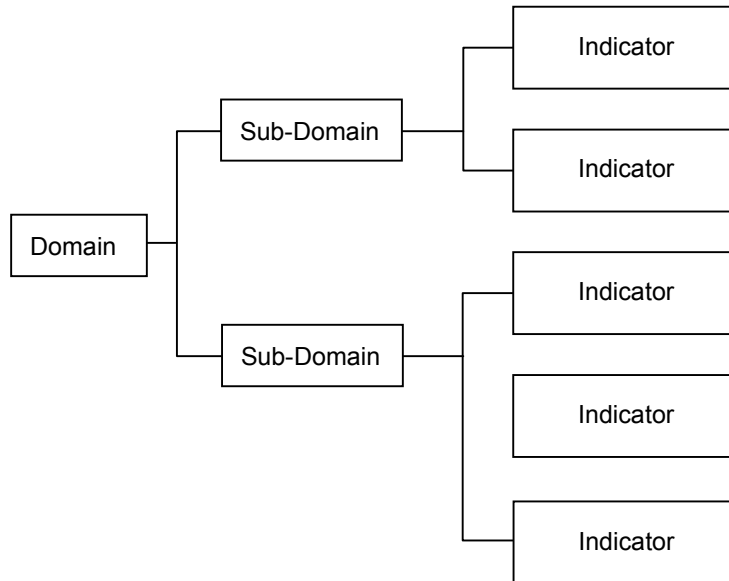 Domain
Sub-Domain
Indicator
Indicator
Sub-Domain
Indicator
Indicator
Indicator